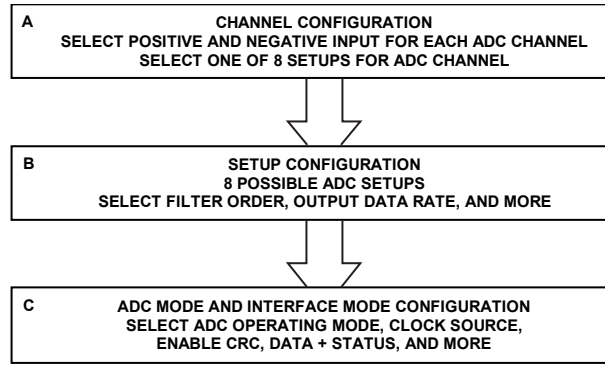 A
CHANNEL CONFIGURATION
SELECT POSITIVE AND NEGATIVE INPUT FOR EACH ADC CHANNEL
SELECT ONE OF 8 SETUPS FOR ADC CHANNEL
B
SETUP CONFIGURATION
8 POSSIBLE ADC SETUPS
SELECT FILTER ORDER, OUTPUT DATA RATE, AND MORE
C
ADC MODE AND INTERFACE MODE CONFIGURATION
SELECT ADC OPERATING MODE, CLOCK SOURCE,
ENABLE CRC, DATA + STATUS, AND MORE